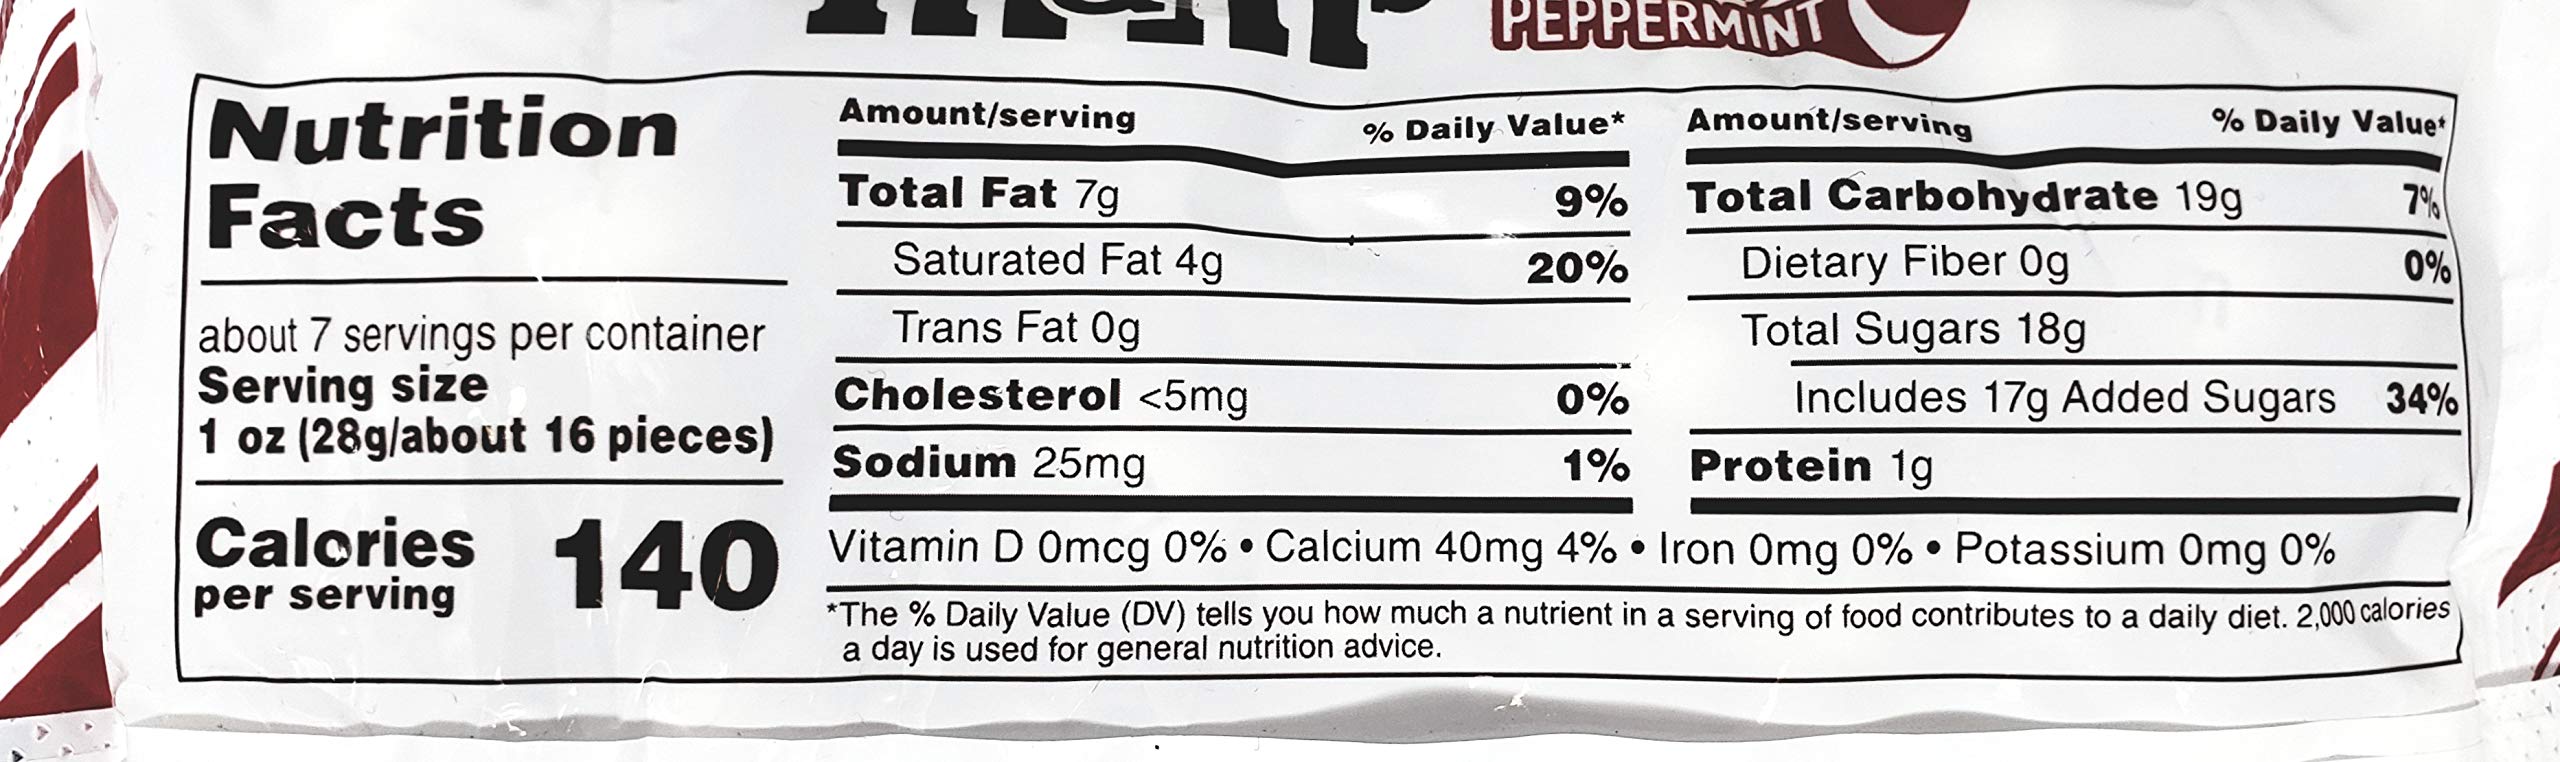 PEPPERMINT
Nutrition
Facts
about 7 servings per container
Serving size
1 oz (28g/about 16 pieces)
Calories
per serving
140
Amount/serving % Daily Value*
Total Fat 7g 9%
Saturated Fat 4g 20%
Trans Fat 0g
Cholesterol <5mg 0%
Sodium 25mg 1%
Amount/serving % Daily Value*
Total Carbohydrate 19g 7%
Dietary Fiber 0g 0%
Total Sugars 18g
Includes 17g Added Sugars 34%
Protein 1g
Vitamin D 0mcg 0% • Calcium 40mg 4% • Iron 0mg 0% • Potassium 0mg 0%
*The % Daily Value (DV) tells you how much a nutrient in a serving of food contributes to a daily diet. 2,000 calories
a day is used for general nutrition advice.